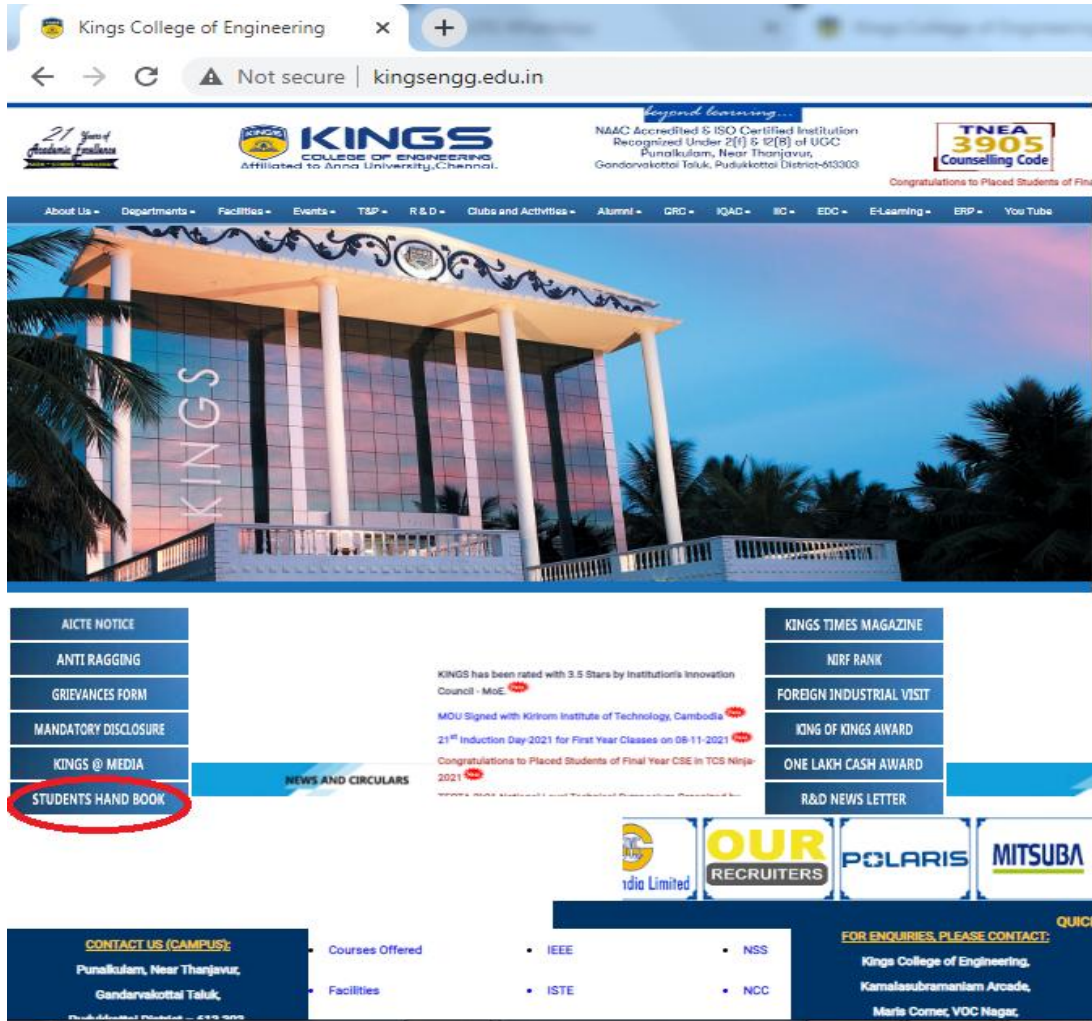 Kings College of Engineering
Not secure | kingsengg.edu.in
21 Years of
Academic Excellence
KINGS
COLLEGE OF ENGINEERING
Affiliated to Anna University,Chennai.
beyond learning...
NAAC Accredited & ISO Certified Institution
Recognized Under 2(f) & 12(B) of UGC
Punalkulam, Near Thanjavur,
Gandarvakottai Taluk, Pudukkottai District-613303
TNEA
3905
Counselling Code
Congratulations to Placed Students of Fina
About Us Departments Facilities Events T&P R & D Clubs and Activities Alumni GRC IQAC IIC EDC E-Learning ERP You Tube
KINGS
AICTE NOTICE
ANTI RAGGING
GRIEVANCES FORM
MANDATORY DISCLOSURE
KINGS @ MEDIA
STUDENTS HAND BOOK
NEWS AND CIRCULARS
KINGS has been rated with 3.5 Stars by Institution's Innovation
Council - MoE.
MOU Signed with Kirirom Institute of Technology, Cambodia
21st Induction Day-2021 for First Year Classes on 08-11-2021
Congratulations to Placed Students of Final Year CSE in TCS Ninja-
2021
KINGS TIMES MAGAZINE
NIRF RANK
FOREIGN INDUSTRIAL VISIT
KING OF KINGS AWARD
ONE LAKH CASH AWARD
R&D NEWS LETTER
ndia Limited
OUR
RECRUITERS
POLARIS
MITSUBA
QUIC
CONTACT US (CAMPUS):
Punalkulam, Near Thanjavur,
Gandarvakottai Taluk,
Pudukkottai District – 613 303
Courses Offered
Facilities
IEEE
ISTE
NSS
NCC
FOR ENQUIRIES, PLEASE CONTACT:
Kings College of Engineering,
Kamalasubramaniam Arcade,
Maris Corner, VOC Nagar,